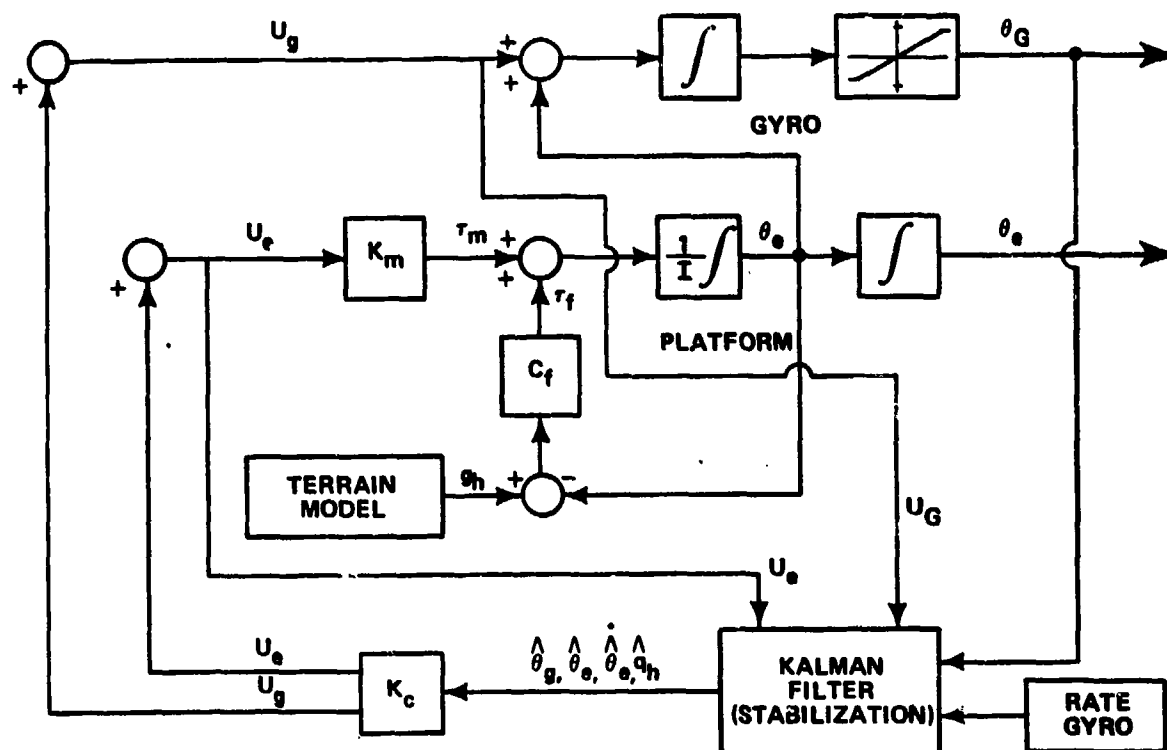 U_g
+
+
+
∫
θ_G
GYRO
U_e
+
K_m
τ_m
+
+
τ_f
1/I ∫
θ_e
∫
θ_e
PLATFORM
C_f
TERRAIN
MODEL
g_h
+
−
U_G
U_e
U_e
U_g
K_c
θ̂_g, θ̂_e, θ̂̇_e, q̂_h
KALMAN
FILTER
(STABILIZATION)
RATE
GYRO